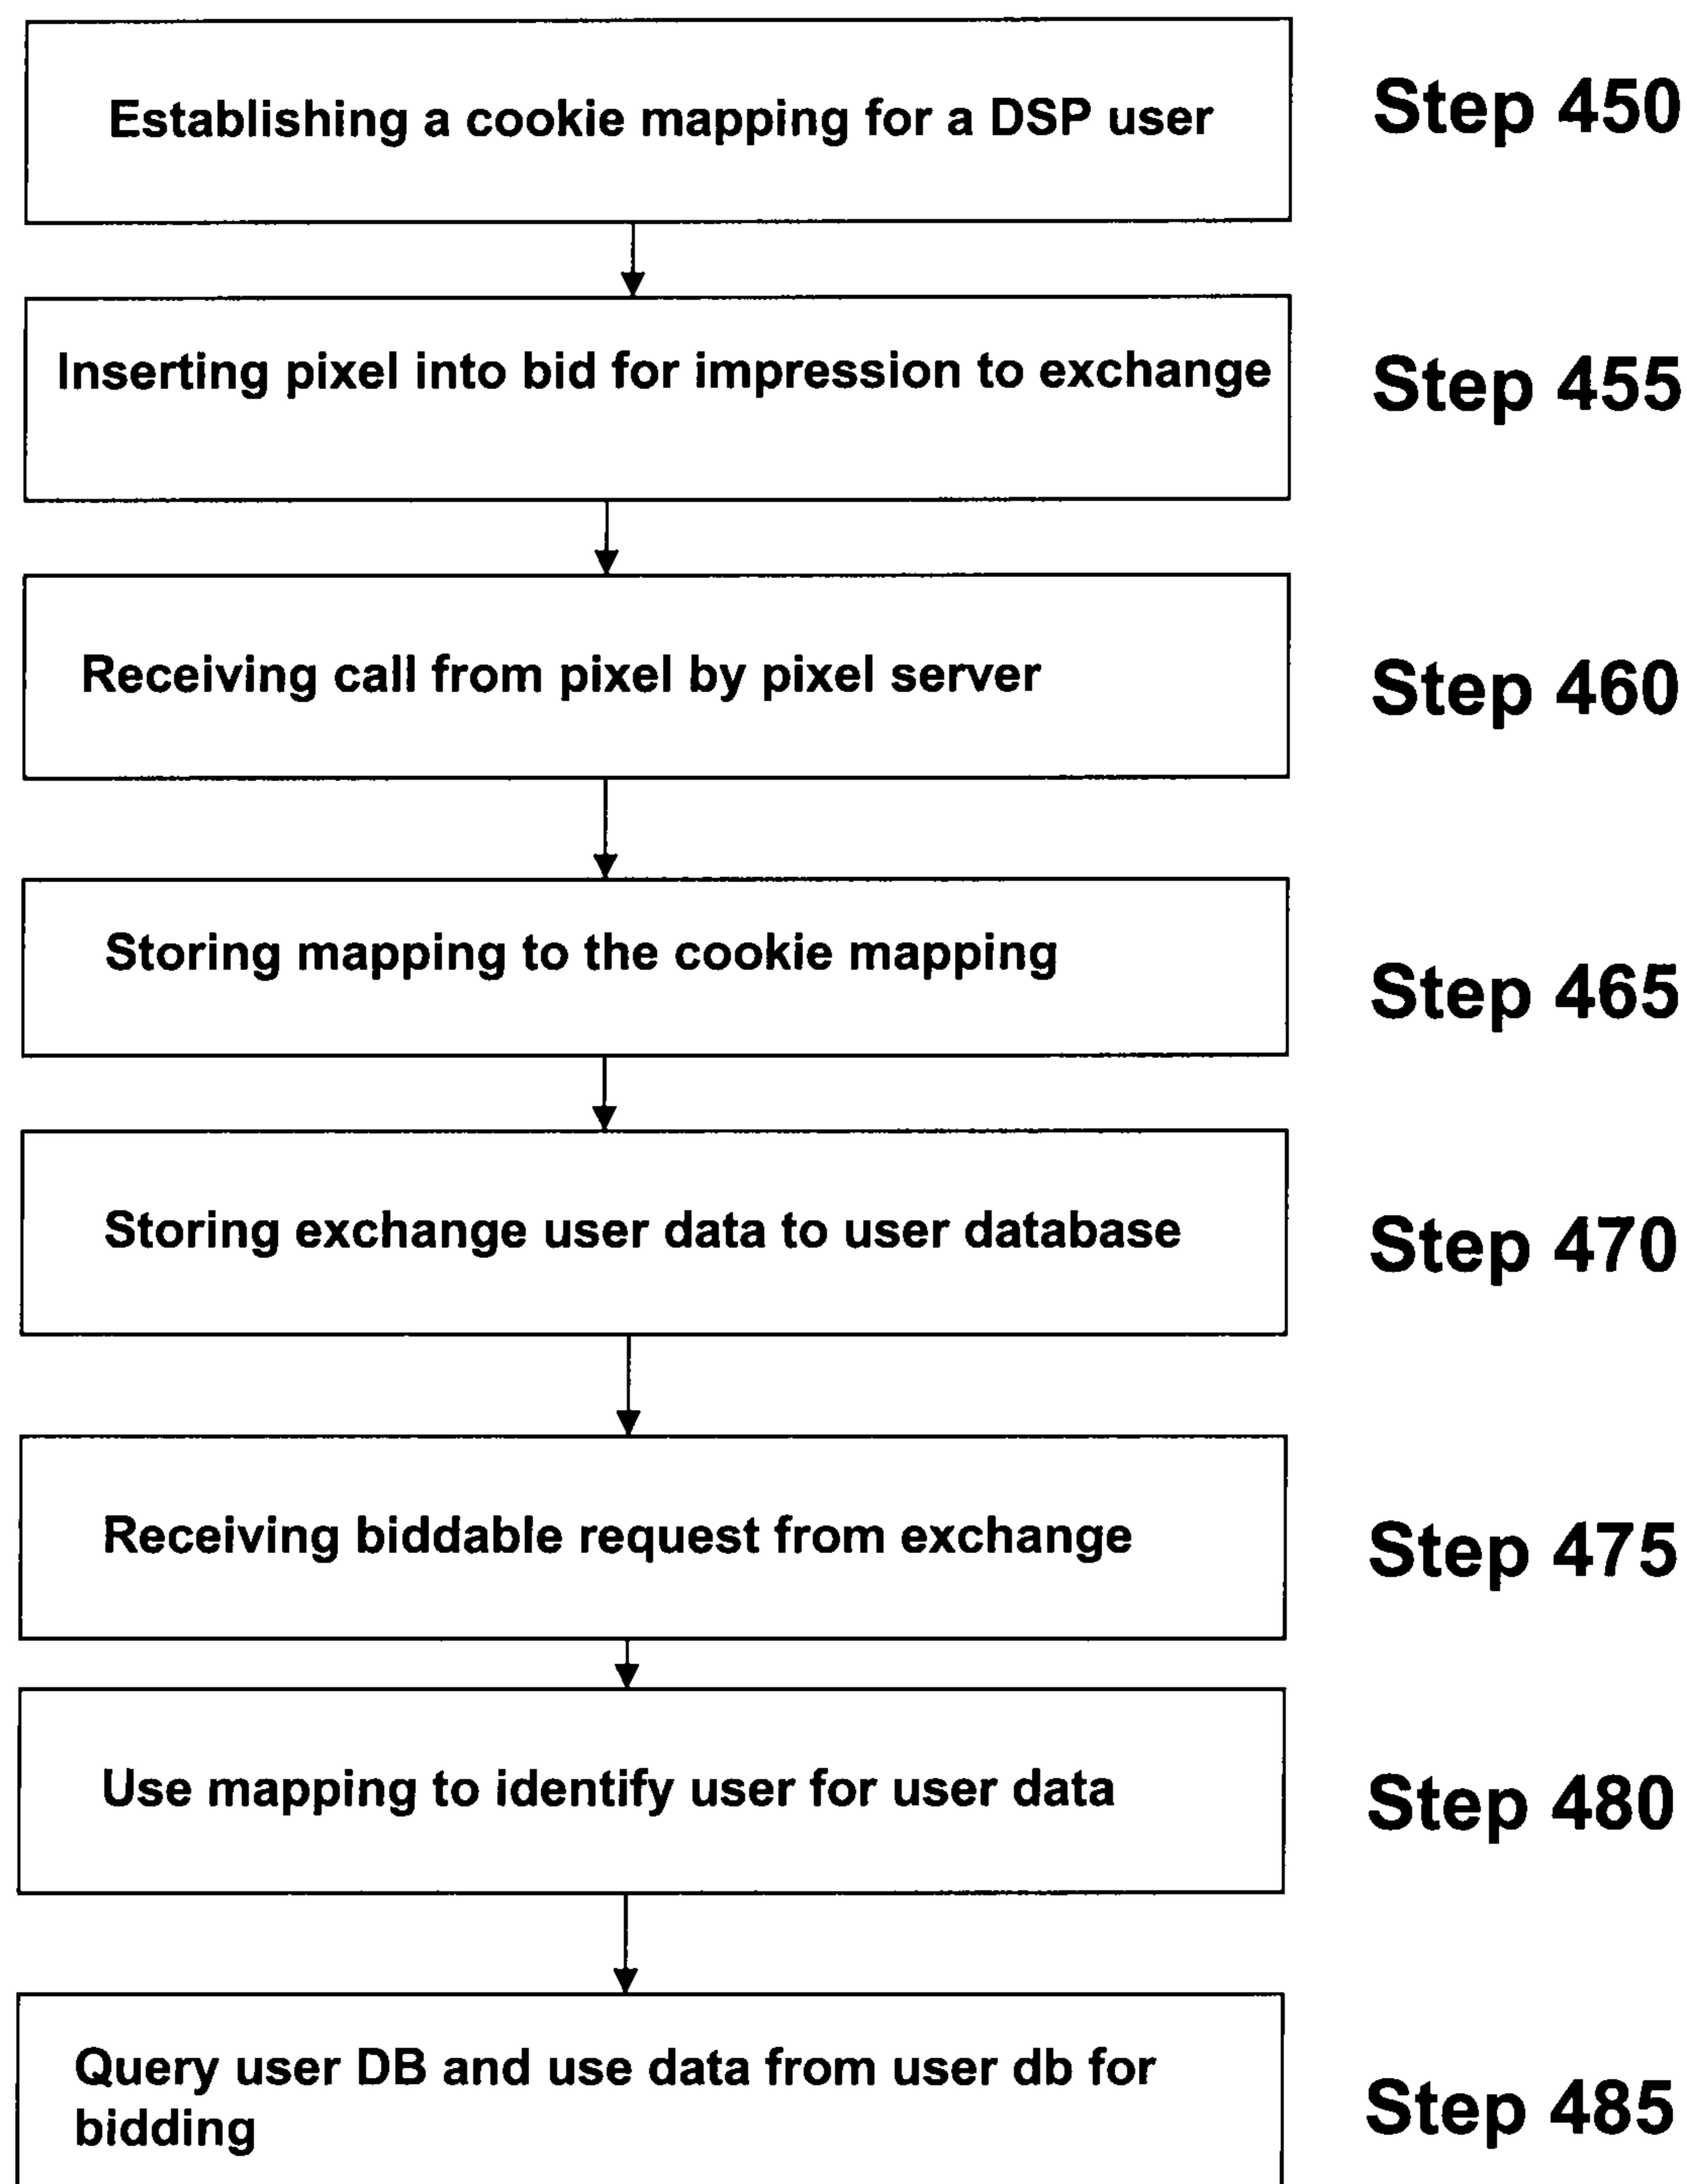 Establishing a cookie mapping for a DSP user
Step 450
Inserting pixel into bid for impression to exchange
Step 455
Receiving call from pixel by pixel server
Step 460
Storing mapping to the cookie mapping
Step 465
Storing exchange user data to user database
Step 470
Receiving biddable request from exchange
Step 475
Use mapping to identify user for user data
Step 480
Query user DB and use data from user db for
bidding
Step 485